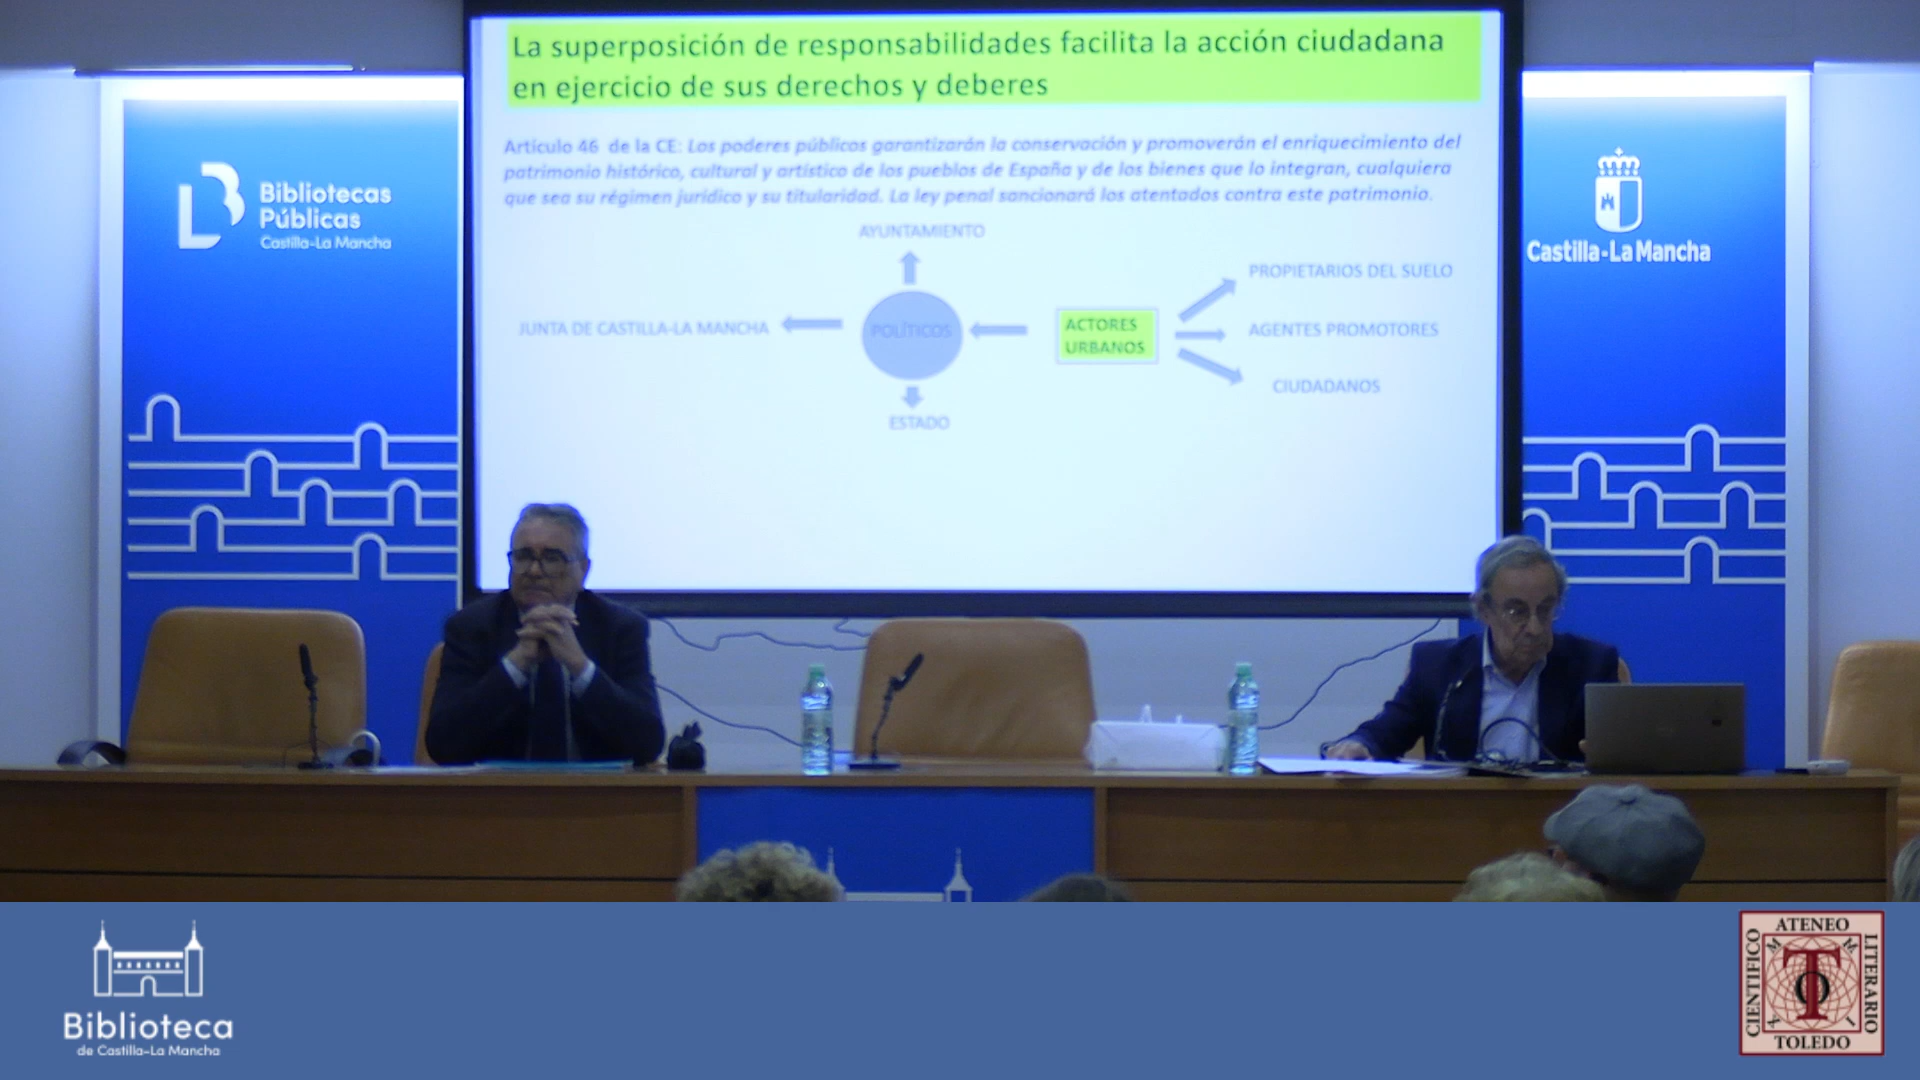 La superposición de responsabilidades facilita la acción ciudadana
en ejercicio de sus derechos y deberes
Artículo 46 de la CE: Los poderes públicos garantizarán la conservación y promoverán el enriquecimiento del
patrimonio histórico, cultural y artístico de los pueblos de España y de los bienes que lo integran, cualquiera
que sea su régimen jurídico y su titularidad. La ley penal sancionará los atentados contra este patrimonio.
AYUNTAMIENTO
PROPIETARIOS DEL SUELO
JUNTA DE CASTILLA-LA MANCHA
POLÍTICOS
ACTORES
URBANOS
AGENTES PROMOTORES
CIUDADANOS
ESTADO
Bibliotecas
Públicas
Castilla-La Mancha
Castilla-La Mancha
Biblioteca
de Castilla-La Mancha
CIENTÍFICO
ATENEO
LITERARIO
TOLEDO